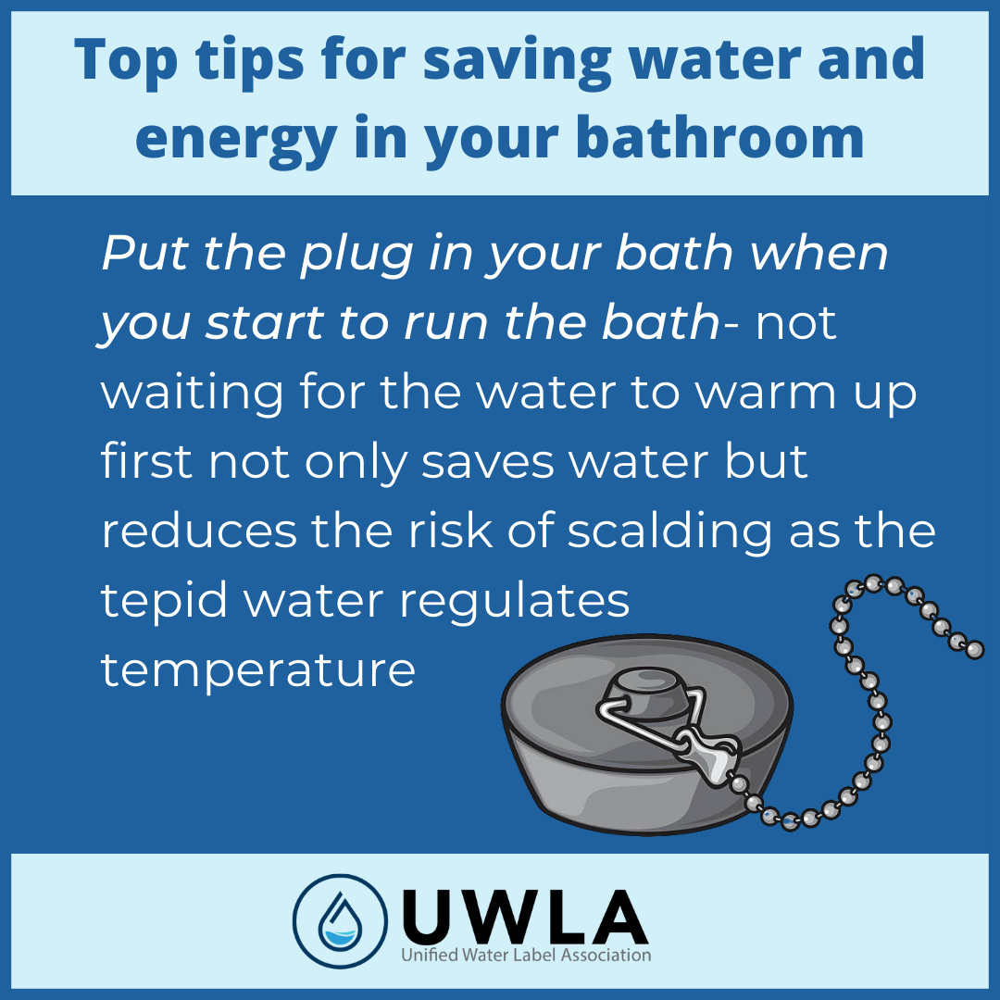 Top tips for saving water and
energy in your bathroom
Put the plug in your bath when
you start to run the bath- not
waiting for the water to warm up
first not only saves water but
reduces the risk of scalding as the
tepid water regulates
temperature
UWLA
Unified Water Label Association